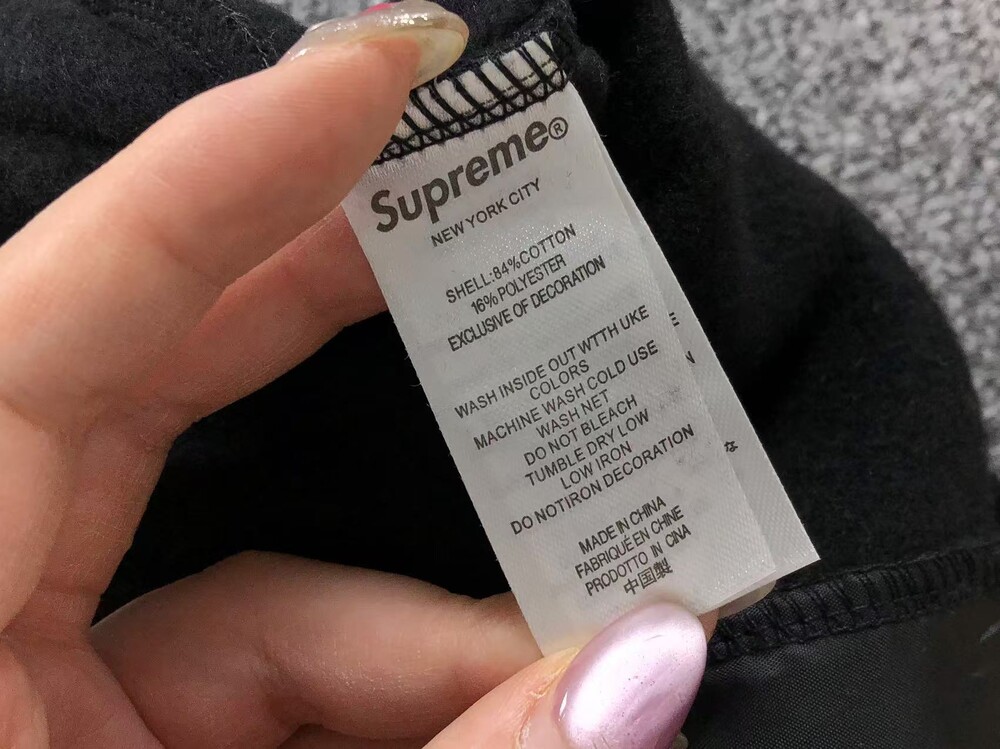 Supreme®
NEW YORK CITY
SHELL:84%COTTON
16%POLYESTER
EXCLUSIVE OF DECORATION
WASH INSIDE OUT WTTH UKE
COLORS
MACHINE WASH COLD USE
WASH NET
DO NOT BLEACH
TUMBLE DRY LOW
LOW IRON
DO NOTIRON DECORATION
MADE IN CHINA
FABRIQUÉ EN CHINE
PRODOTTO IN CINA
中国製
E
N
な